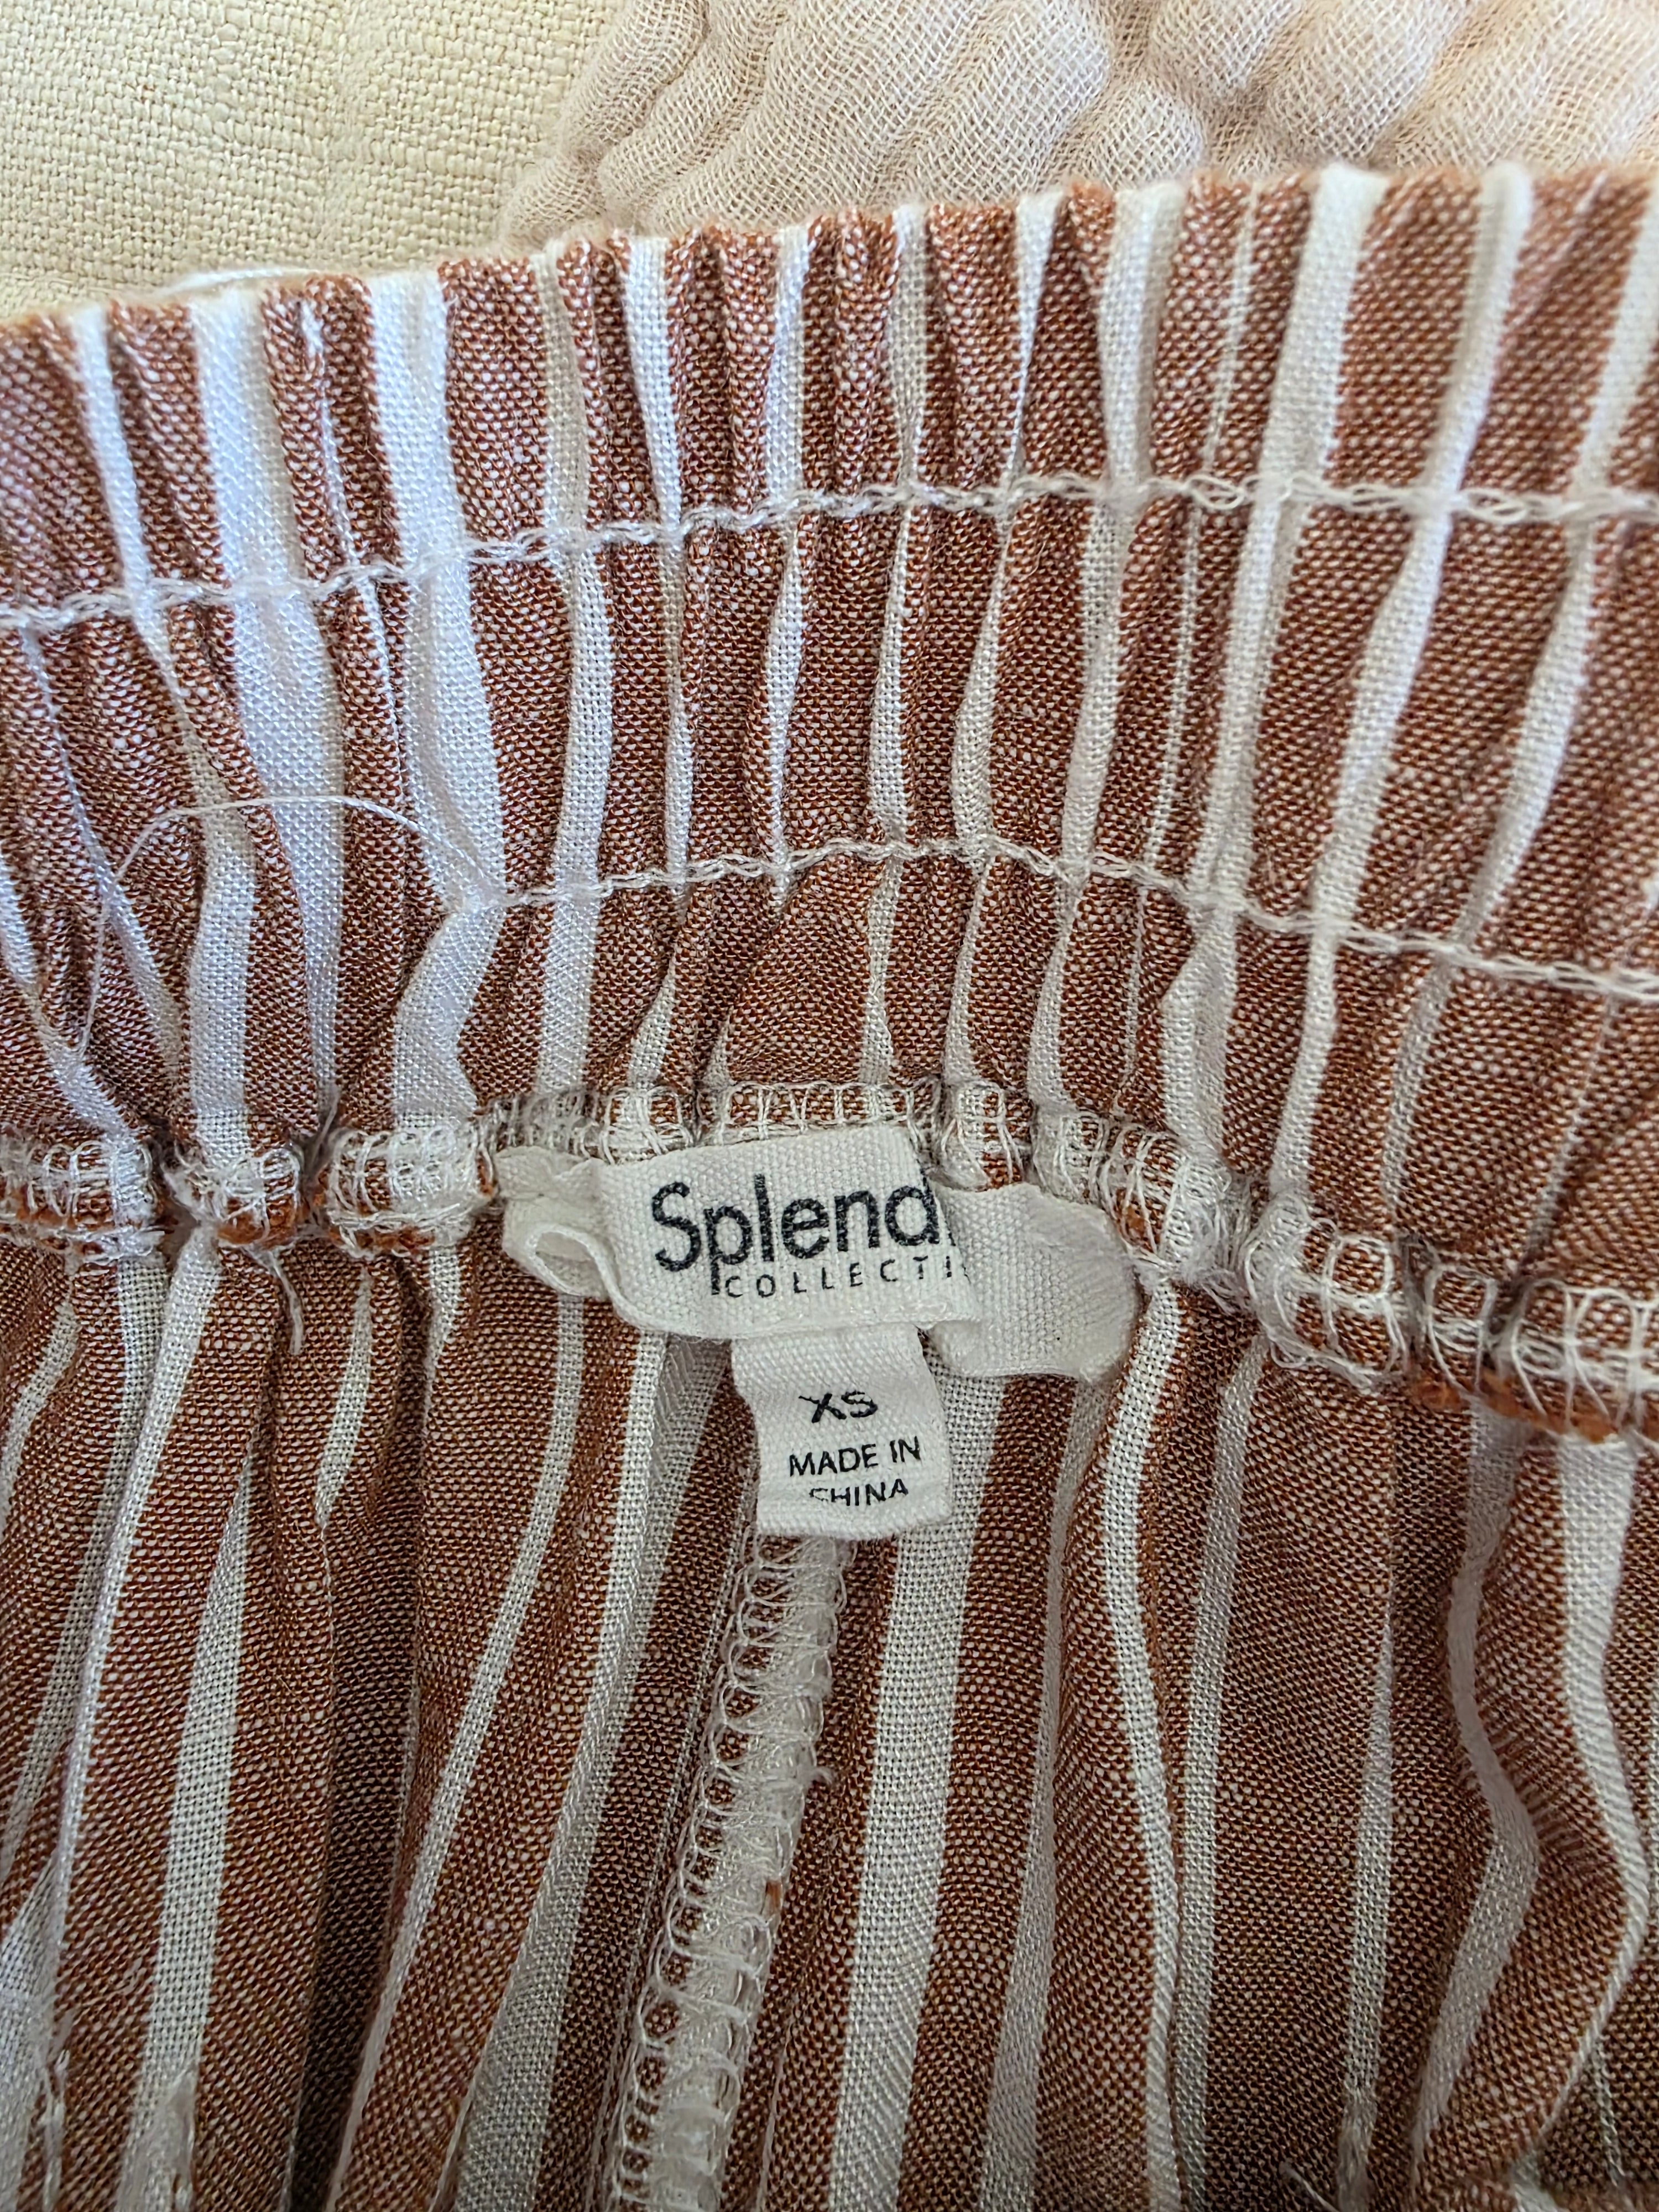 Splend
COLLECTI
XS
MADE IN
CHINA